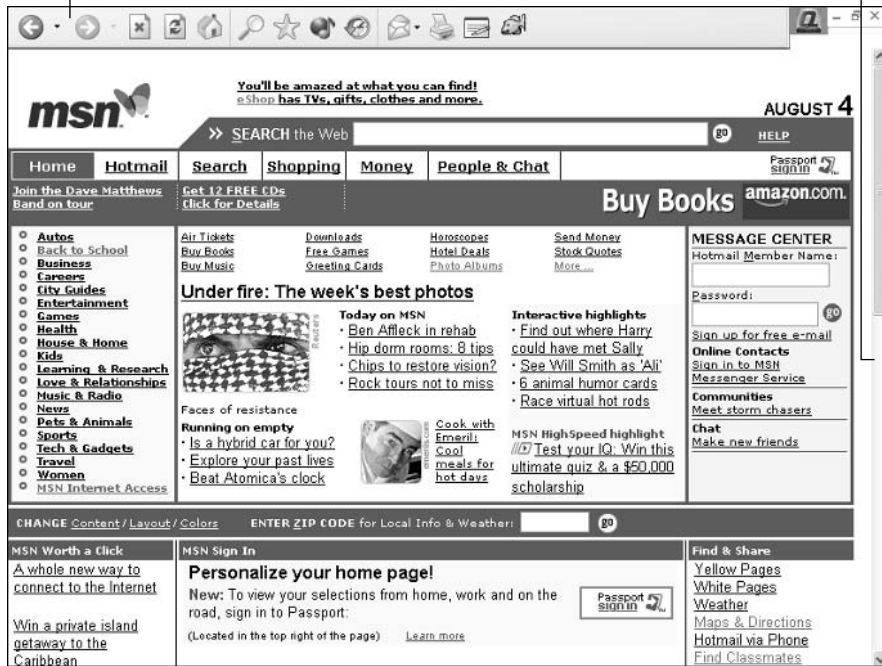 You'll be amazed at what you can find!
eShop has TVs, gifts, clothes and more.
msn
AUGUST 4
>> SEARCH the Web
go
HELP
Home
Hotmail
Search
Shopping
Money
People & Chat
Passport
sign in
Join the Dave Matthews
Band on tour
Get 12 FREE CDs
Click for Details
Buy Books
amazon.com.
Autos
Back to School
Business
Careers
City Guides
Entertainment
Games
Health
House & Home
Kids
Learning & Research
Love & Relationships
Music & Radio
News
Pets & Animals
Sports
Tech & Gadgets
Travel
Women
MSN Internet Access
Air Tickets
Downloads
Horoscopes
Send Money
Buy Books
Free Games
Hotel Deals
Stock Quotes
Buy Music
Greeting Cards
Photo Albums
More ...
Under fire: The week's best photos
Reuters
Faces of resistance
Today on MSN
· Ben Affleck in rehab
· Hip dorm rooms: 8 tips
· Chips to restore vision?
· Rock tours not to miss
Interactive highlights
· Find out where Harry
could have met Sally
· See Will Smith as 'Ali'
· 6 animal humor cards
· Race virtual hot rods
Running on empty
· Is a hybrid car for you?
· Explore your past lives
· Beat Atomica's clock
emerils.com
Cook with
Emeril:
Cool
meals for
hot days
MSN HighSpeed highlight
Test your IQ: Win this
ultimate quiz & a $50,000
scholarship
MESSAGE CENTER
Hotmail Member Name:
Password:
go
Sign up for free e-mail
Online Contacts
Sign in to MSN
Messenger Service
Communities
Meet storm chasers
Chat
Make new friends
CHANGE Content / Layout / Colors
ENTER ZIP CODE for Local Info & Weather:
go
MSN Worth a Click
A whole new way to
connect to the Internet
Win a private island
getaway to the
Caribbean
MSN Sign In
Personalize your home page!
New: To view your selections from home, work and on the
road, sign in to Passport:
(Located in the top right of the page)
Learn more
Passport
sign in
Find & Share
Yellow Pages
White Pages
Weather
Maps & Directions
Hotmail via Phone
Find Classmates